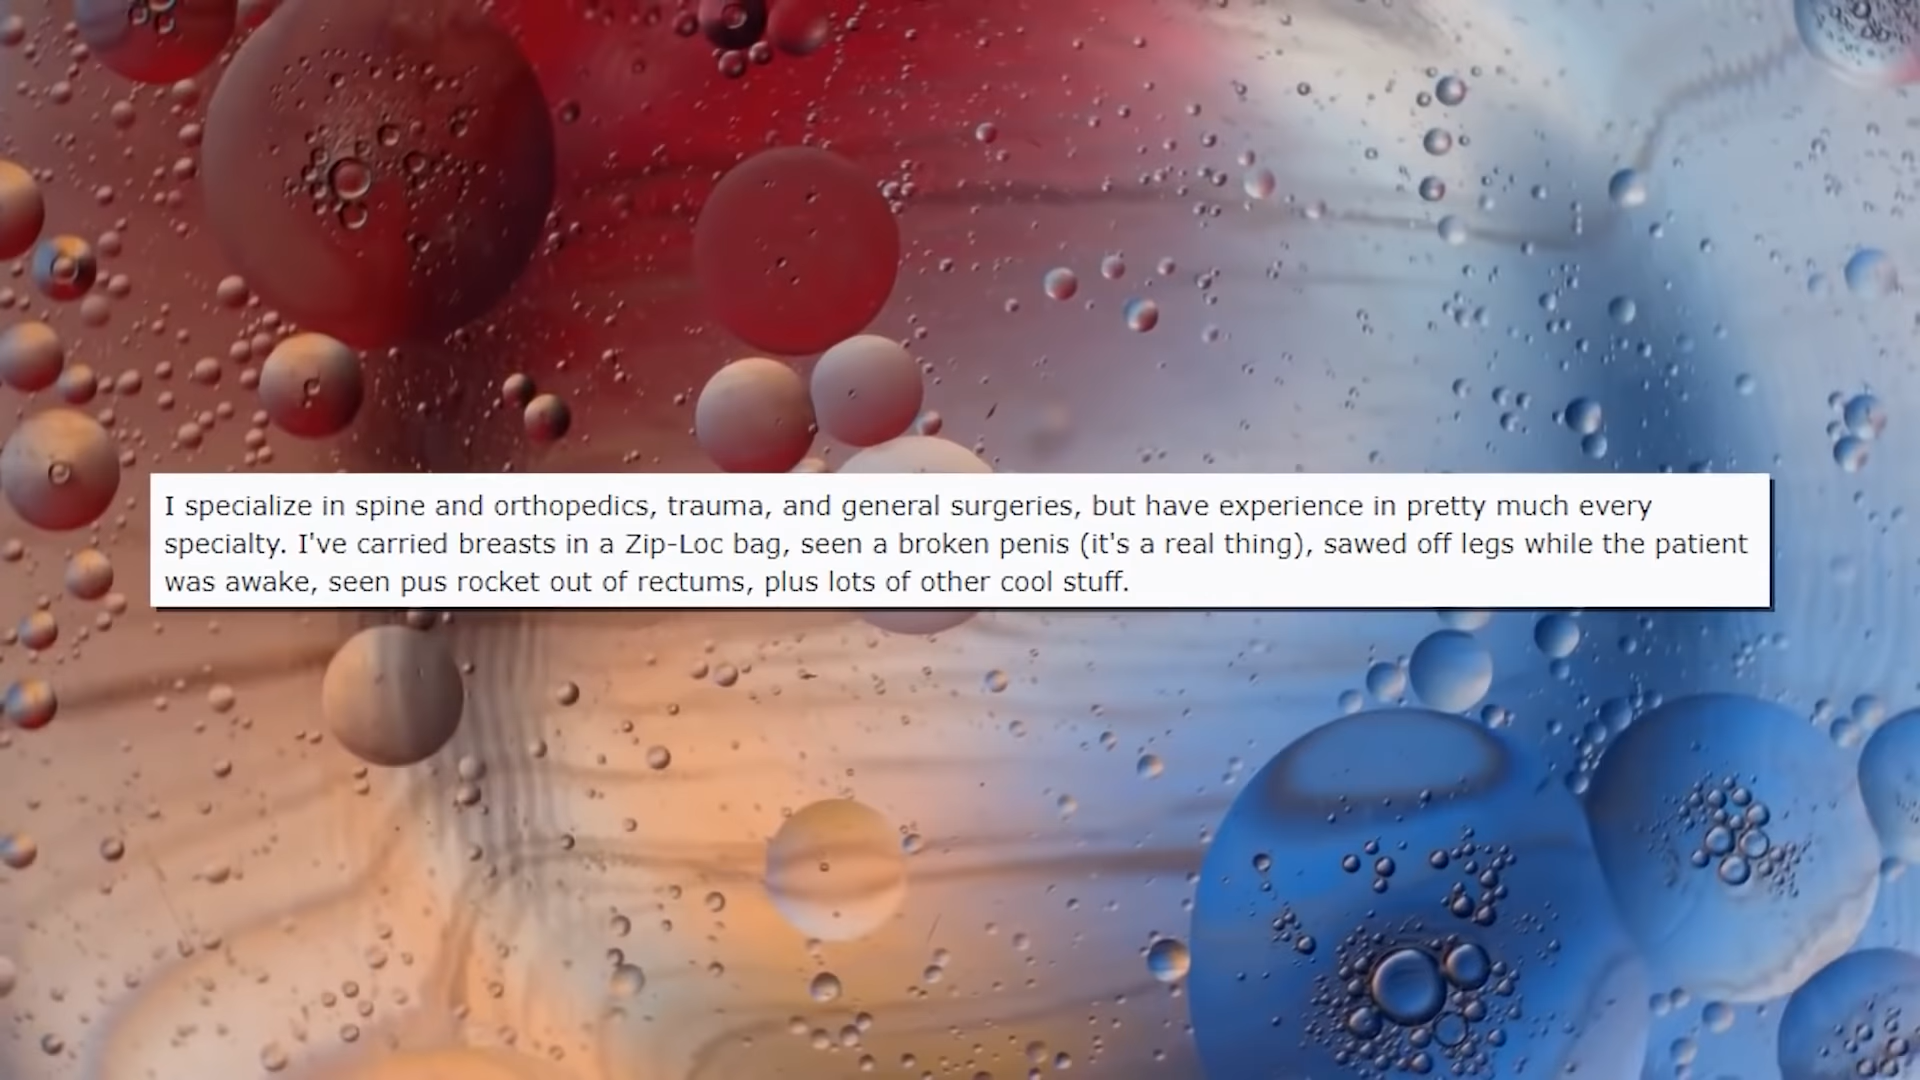 I specialize in spine and orthopedics, trauma, and general surgeries, but have experience in pretty much every
specialty. I've carried breasts in a Zip-Loc bag, seen a broken penis (it's a real thing), sawed off legs while the patient
was awake, seen pus rocket out of rectums, plus lots of other cool stuff.